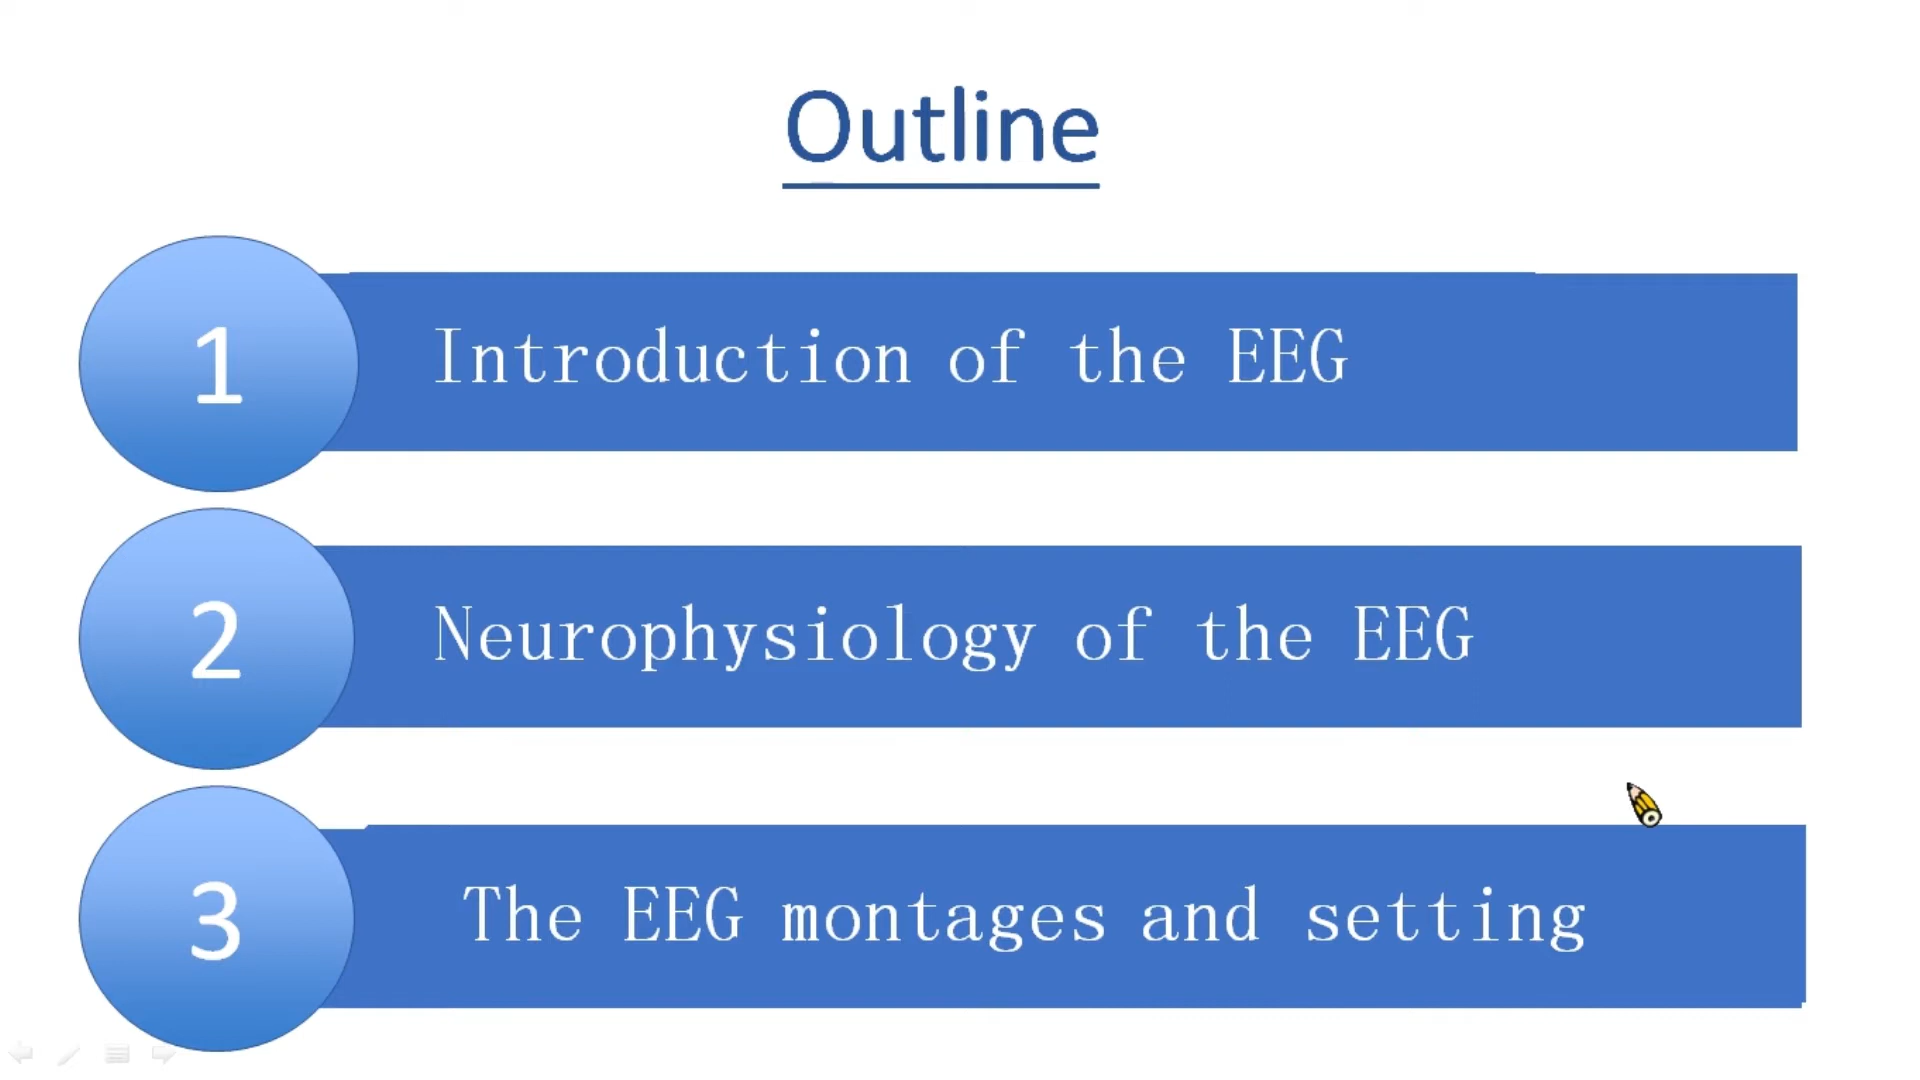 Outline
1
Introduction of the EEG
2
Neurophysiology of the EEG
3
The EEG montages and setting